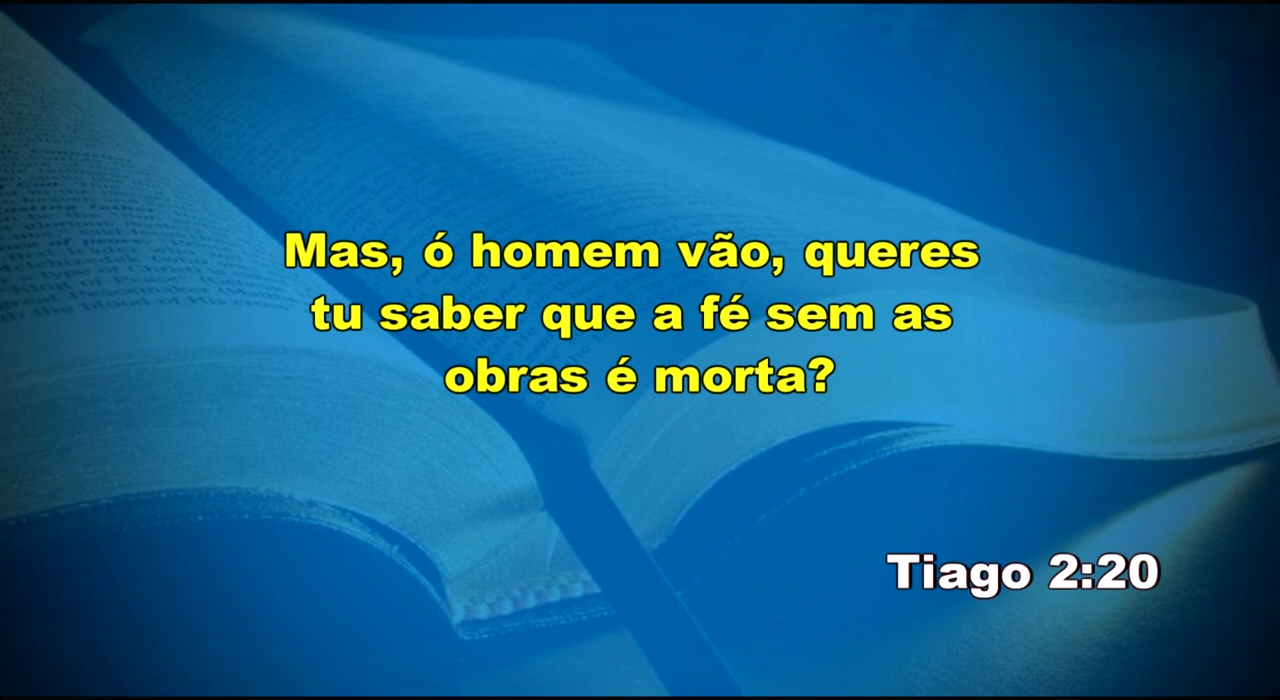 Mas, ó homem vão, queres
tu saber que a fé sem as
obras é morta?
Tiago 2:20